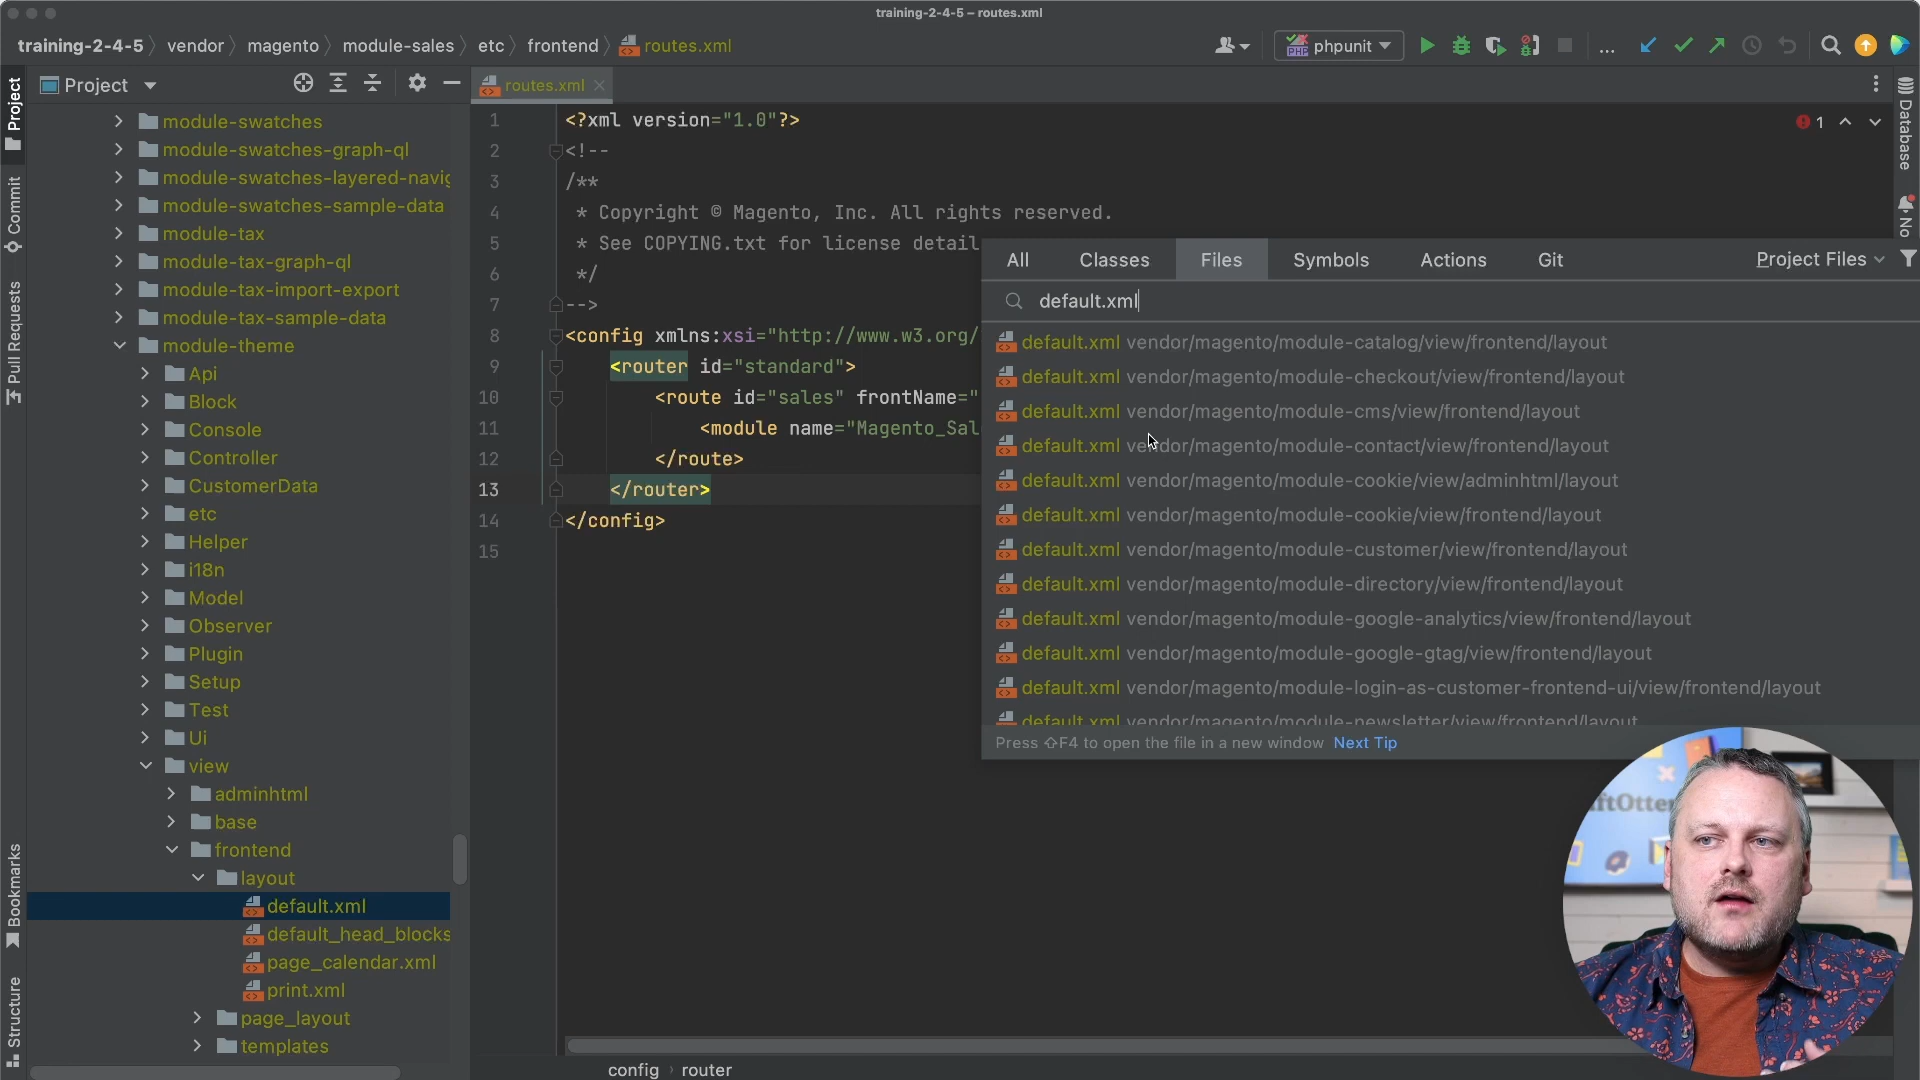 training-2-4-5 – routes.xml
training-2-4-5 vendor magento module-sales etc frontend routes.xml
phpunit
Project
routes.xml
Project
Commit
Pull Requests
Bookmarks
Structure
Database
No
module-swatches
module-swatches-graph-ql
module-swatches-layered-navig
module-swatches-sample-data
module-tax
module-tax-graph-ql
module-tax-import-export
module-tax-sample-data
module-theme
Api
Block
Console
Controller
CustomerData
etc
Helper
i18n
Model
Observer
Plugin
Setup
Test
Ui
view
adminhtml
base
frontend
layout
default.xml
default_head_blocks
page_calendar.xml
print.xml
page_layout
templates
1 <?xml version="1.0"?>
2 <!--
3 /**
4 * Copyright © Magento, Inc. All rights reserved.
5 * See COPYING.txt for license detail
6 */
7 -->
8 <config xmlns:xsi="http://www.w3.org/
9 <router id="standard">
10 <route id="sales" frontName="
11 <module name="Magento_Sal
12 </route>
13 </router>
14 </config>
15
1
All Classes Files Symbols Actions Git Project Files
default.xml
default.xml vendor/magento/module-catalog/view/frontend/layout
default.xml vendor/magento/module-checkout/view/frontend/layout
default.xml vendor/magento/module-cms/view/frontend/layout
default.xml vendor/magento/module-contact/view/frontend/layout
default.xml vendor/magento/module-cookie/view/adminhtml/layout
default.xml vendor/magento/module-cookie/view/frontend/layout
default.xml vendor/magento/module-customer/view/frontend/layout
default.xml vendor/magento/module-directory/view/frontend/layout
default.xml vendor/magento/module-google-analytics/view/frontend/layout
default.xml vendor/magento/module-google-gtag/view/frontend/layout
default.xml vendor/magento/module-login-as-customer-frontend-ui/view/frontend/layout
default.xml vendor/magento/module-newsletter/view/frontend/layout
Press ⇧F4 to open the file in a new window Next Tip
ftOtter
config router